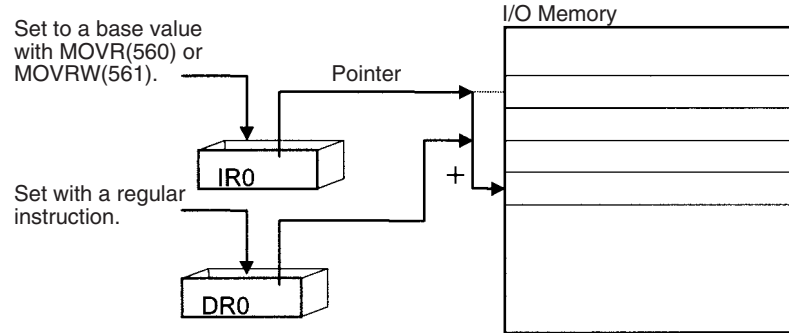 I/O Memory
Set to a base value
with MOVR(560) or
MOVRW(561).
Pointer
IR0
+
Set with a regular
instruction.
DR0